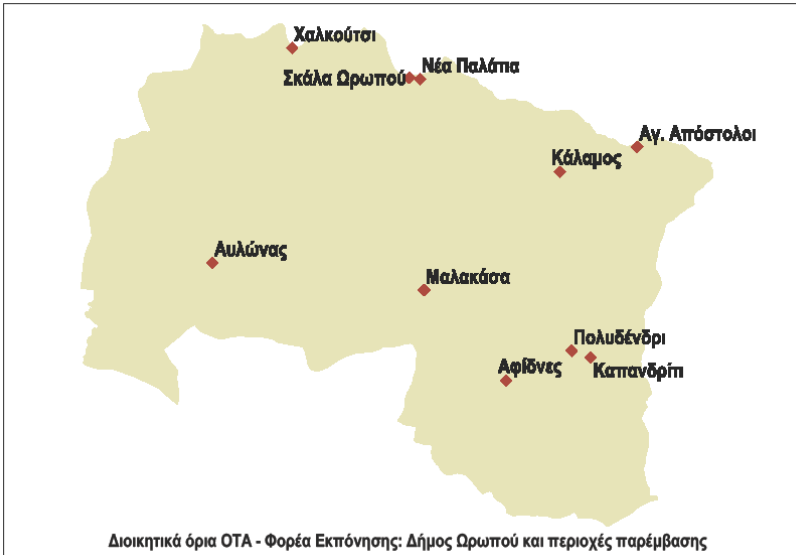 Χαλκούτσι
Σκάλα Ωρωπού
Νέα Παλάτια
Αγ. Απόστολοι
Κάλαμος
Αυλώνας
Μαλακάσα
Πολυδένδρι
Αφίδνες
Καπανδρίτι
Διοικητικά όρια ΟΤΑ - Φορέα Εκπόνησης: Δήμος Ωρωπού και περιοχές παρέμβασης